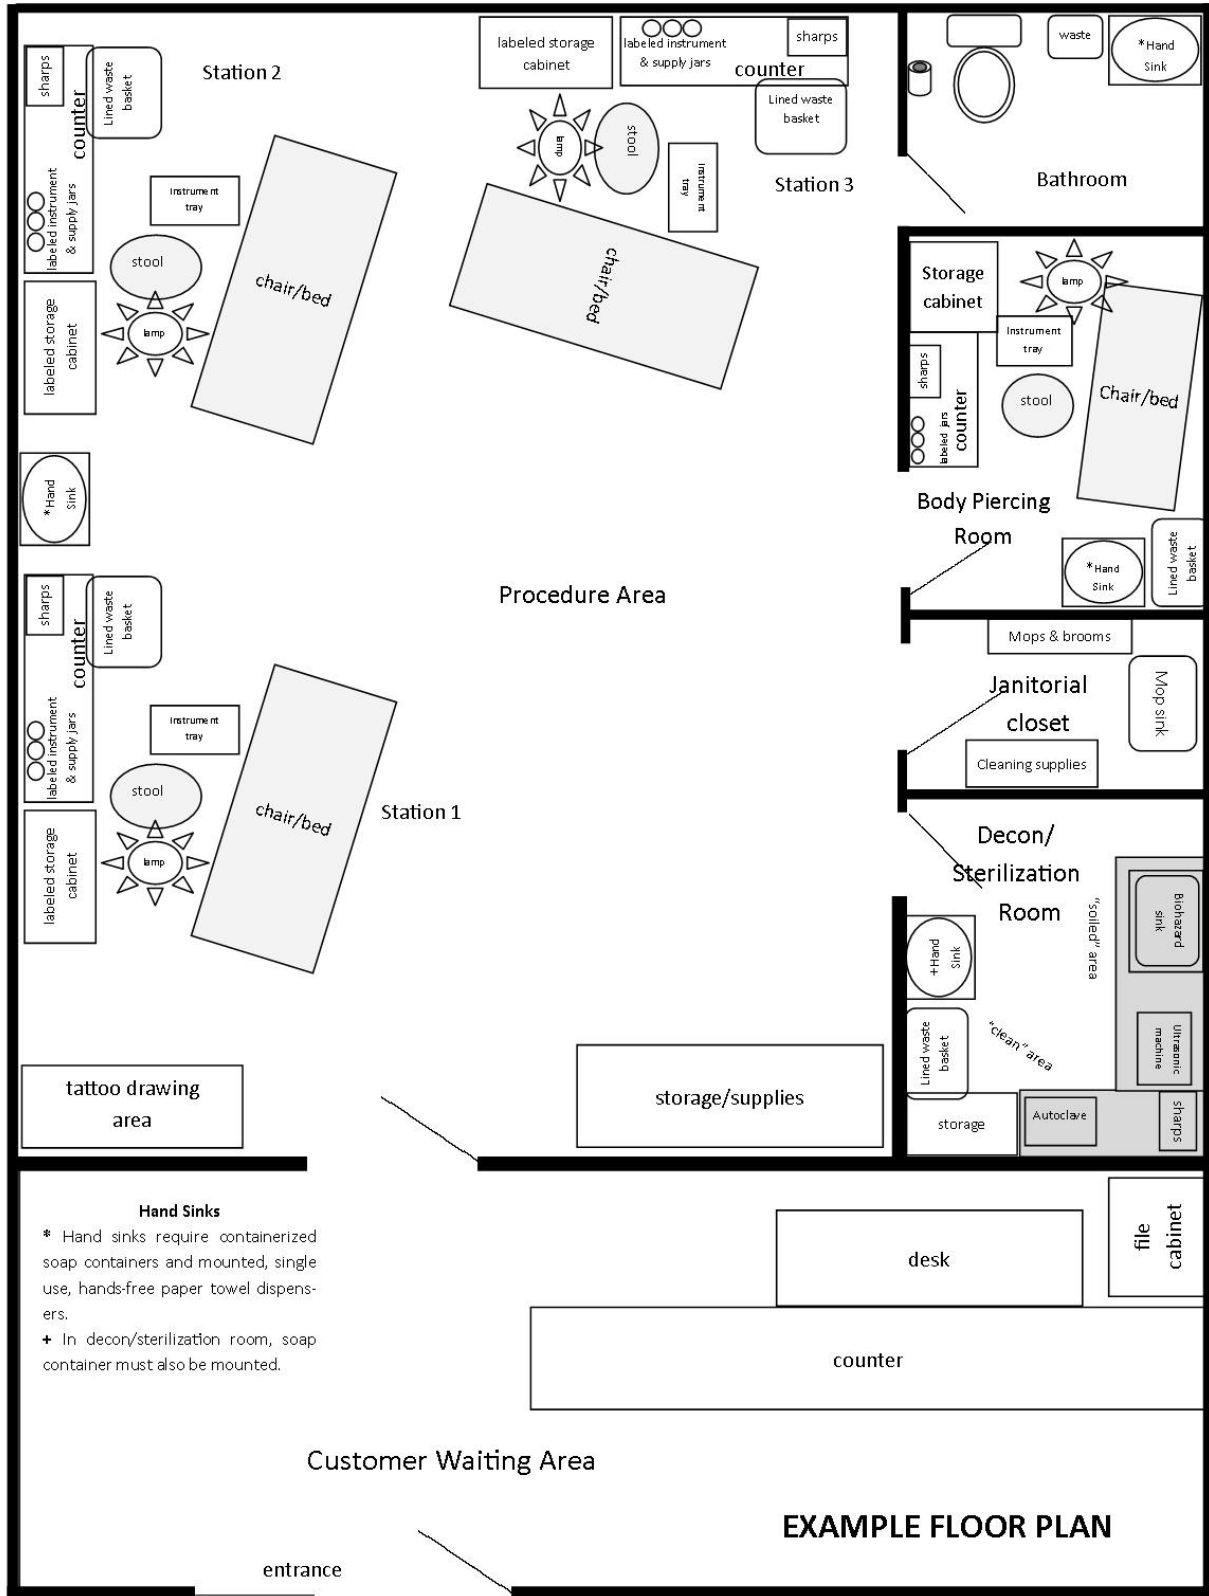 sharps
Lined waste
basket
counter
labeled instrument
& supply jars
Station 2
Instrument
tray
stool
lamp
chair/bed
labeled storage
cabinet
labeled storage
cabinet
labeled instrument
& supply jars
sharps
counter
Lined waste
basket
lamp
stool
Instrument
tray
Station 3
chair/bed
waste
*Hand
Sink
Bathroom
Storage
cabinet
lamp
Instrument
tray
sharps
labeled jars
counter
stool
Chair/bed
Body Piercing
Room
*Hand
Sink
Lined waste
basket
*Hand
Sink
Procedure Area
sharps
Lined waste
basket
counter
labeled instrument
& supply jars
Instrument
tray
stool
lamp
chair/bed
Station 1
labeled storage
cabinet
Mops & brooms
Janitorial
closet
Mop sink
Cleaning supplies
Decon/
Sterilization
Room
"soiled" area
Biohazard
sink
+Hand
Sink
Lined waste
basket
"clean" area
Ultrasonic
machine
storage
Autoclave
sharps
tattoo drawing
area
storage/supplies
Hand Sinks
* Hand sinks require containerized
soap containers and mounted, single
use, hands-free paper towel dispens-
ers.
+ In decon/sterilization room, soap
container must also be mounted.
desk
file
cabinet
counter
Customer Waiting Area
EXAMPLE FLOOR PLAN
entrance